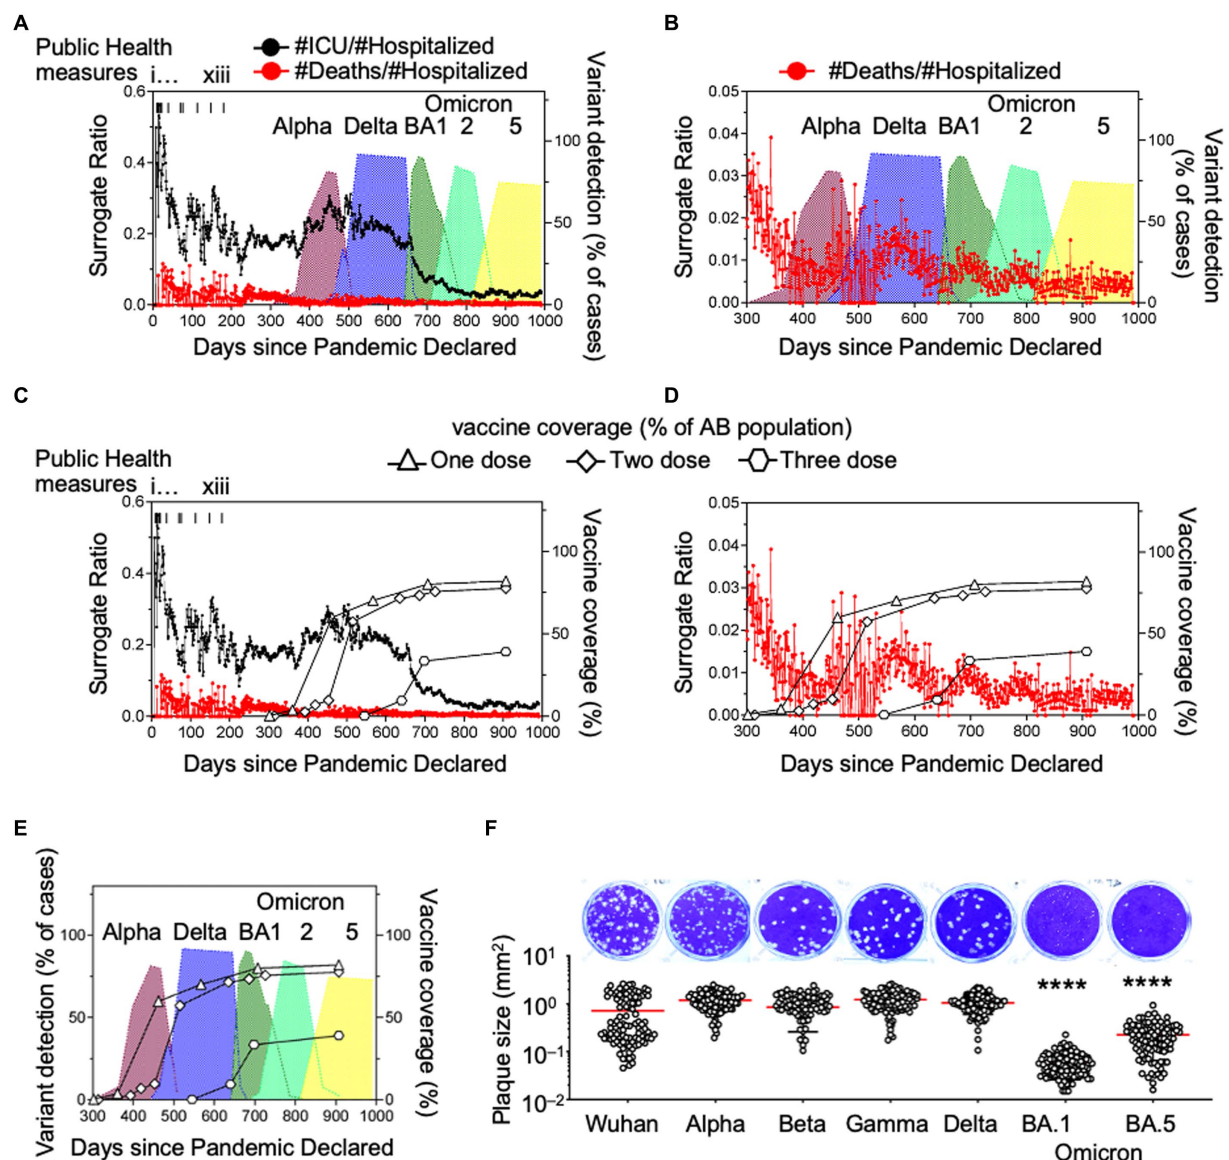 A
Public Health
measures
i... xiii
#ICU/#Hospitalized
#Deaths/#Hospitalized
Surrogate Ratio
0.6
0.4
0.2
0.0
Omicron
Alpha Delta BA1 2 5
100
50
0
Variant detection (% of cases)
0 100 200 300 400 500 600 700 800 900 1000
Days since Pandemic Declared
B
#Deaths/#Hospitalized
Surrogate Ratio
0.05
0.04
0.03
0.02
0.01
0.00
Omicron
Alpha Delta BA1 2 5
100
50
0
Variant detection
(% of cases)
300 400 500 600 700 800 900 1000
Days since Pandemic Declared
C
D
vaccine coverage (% of AB population)
One dose Two dose Three dose
Public Health
measures
i... xiii
Surrogate Ratio
0.6
0.4
0.2
0.0
100
50
0
Vaccine coverage (%)
0 100 200 300 400 500 600 700 800 900 1000
Days since Pandemic Declared
Surrogate Ratio
0.05
0.04
0.03
0.02
0.01
0.00
100
50
0
Vaccine coverage (%)
300 400 500 600 700 800 900 1000
Days since Pandemic Declared
E
Variant detection (% of cases)
100
50
0
Omicron
Alpha Delta BA1 2 5
100
50
0
Vaccine coverage (%)
300 400 500 600 700 800 900 1000
Days since Pandemic Declared
F
Plaque size (mm²)
10¹
10⁰
10⁻¹
10⁻²
**** ****
Wuhan Alpha Beta Gamma Delta BA.1 BA.5
Omicron